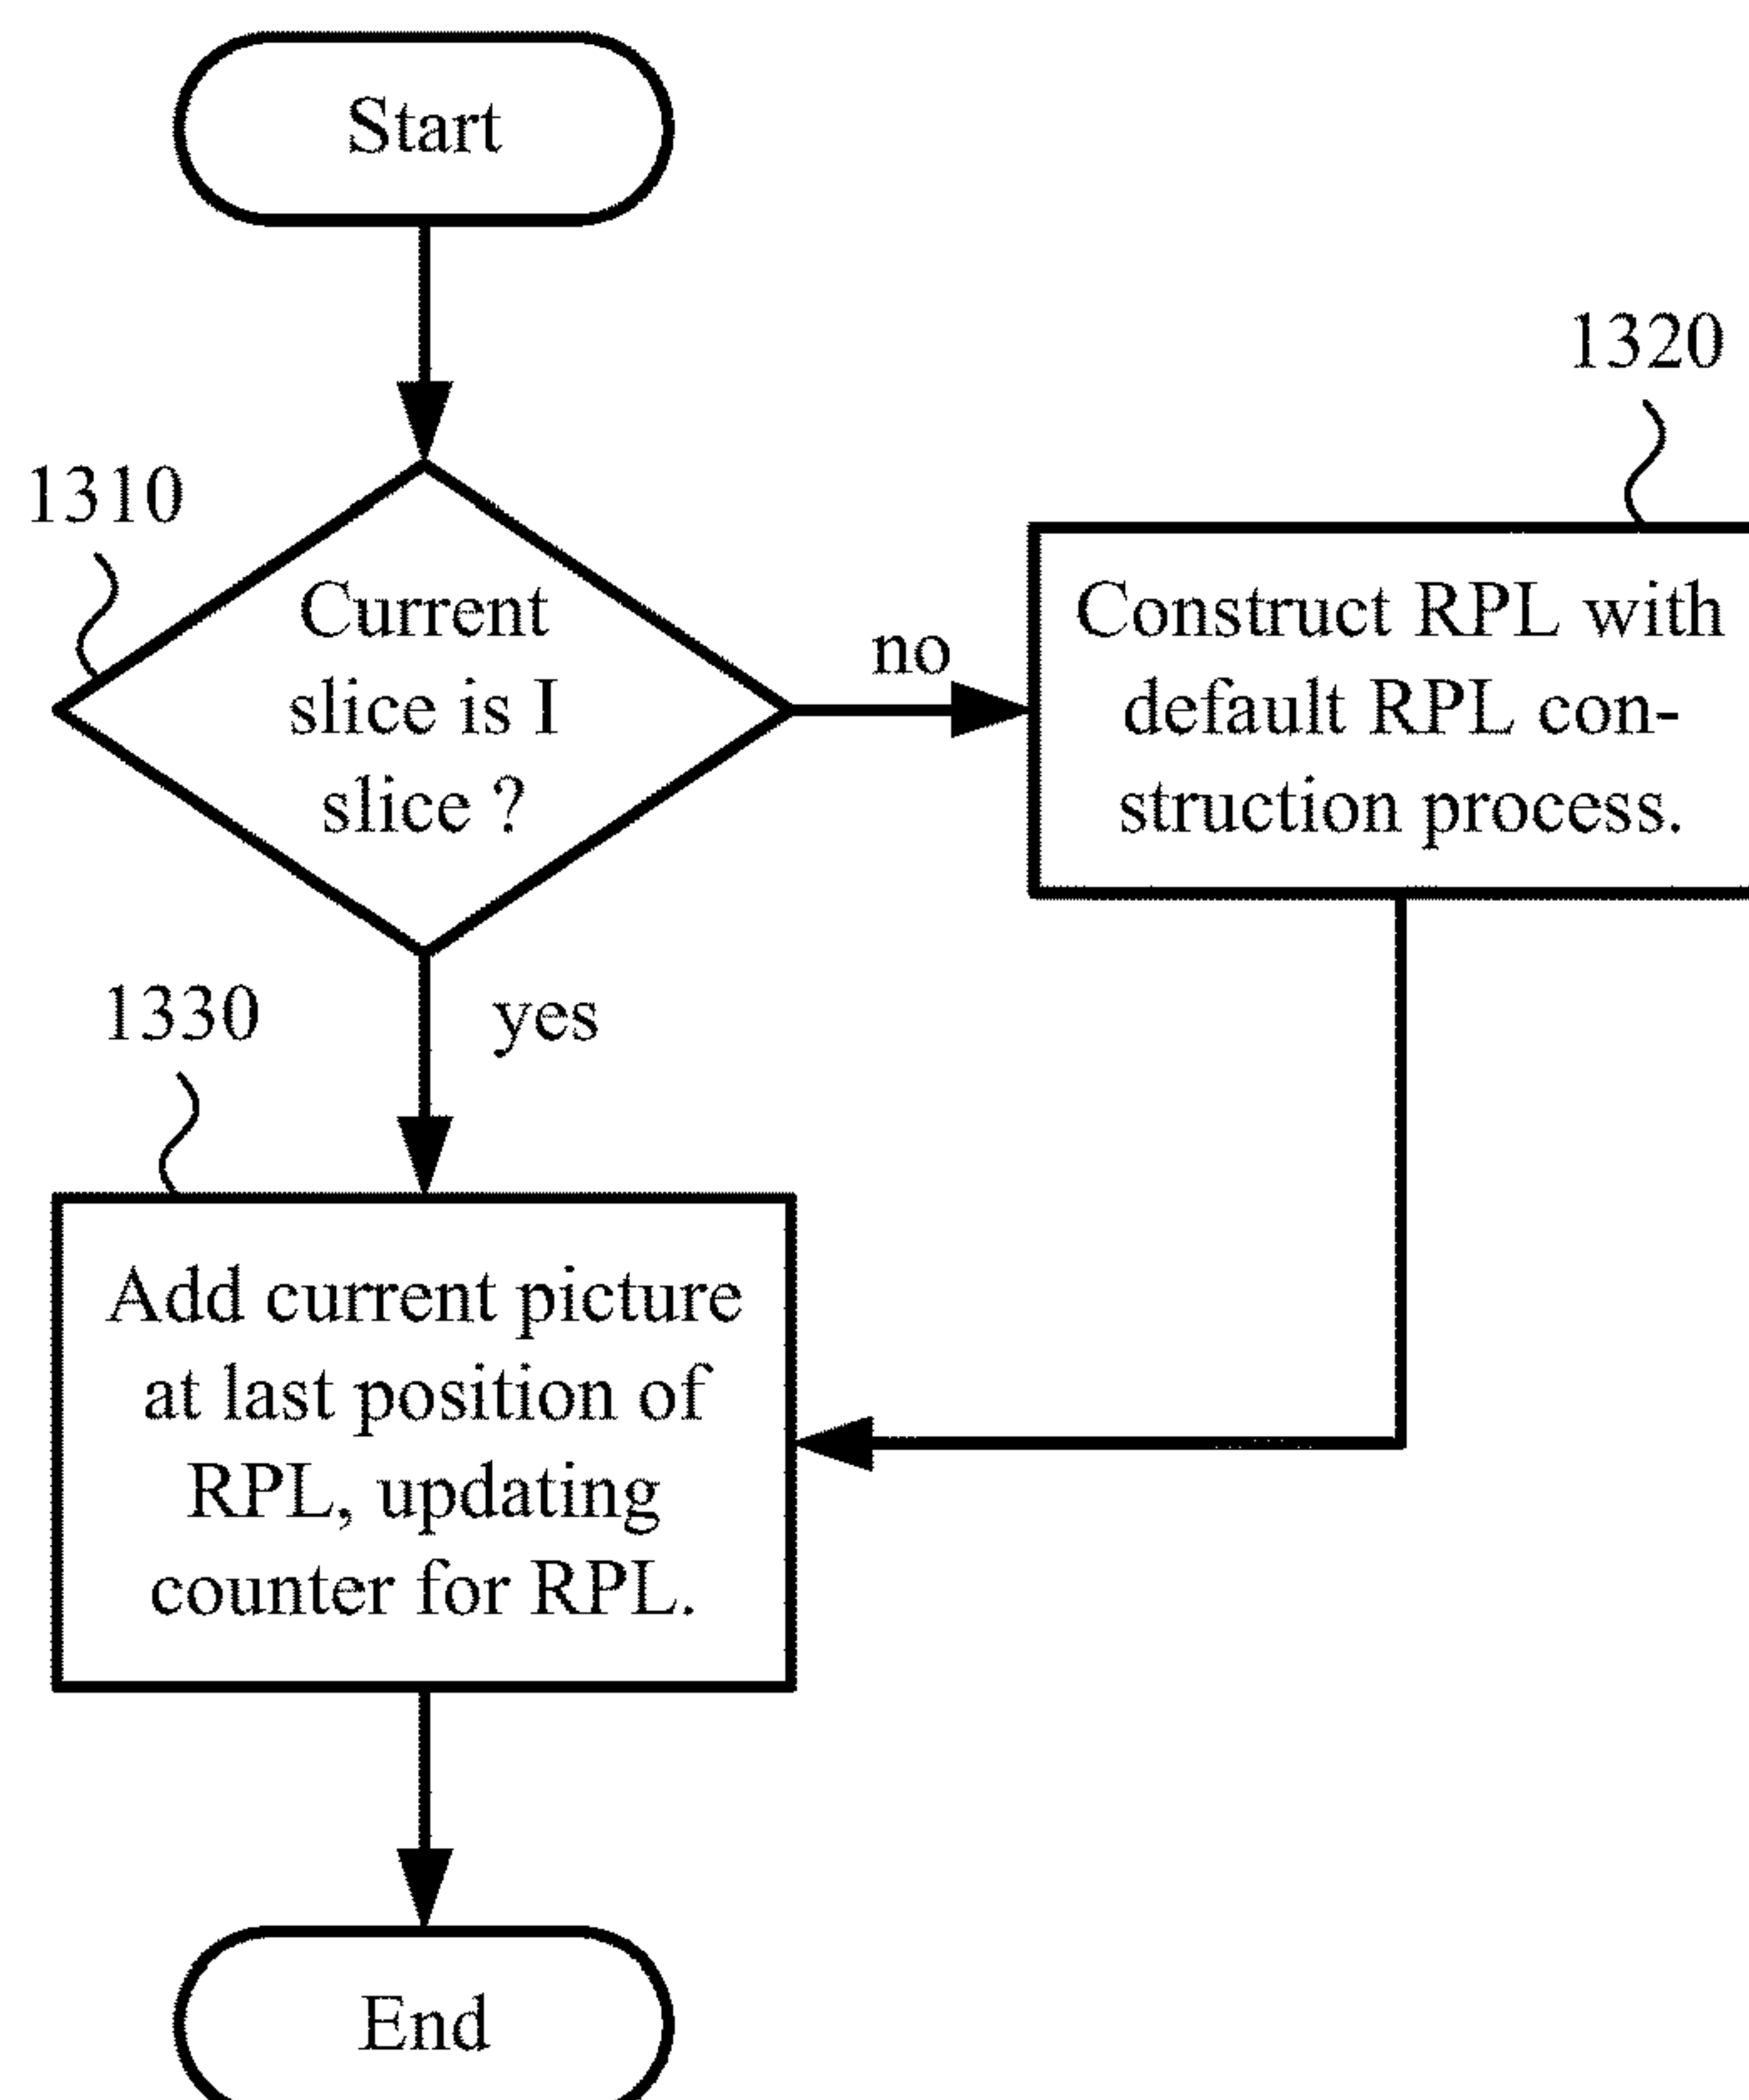 Start
1310
Current
slice is I
slice ?
no
1320
Construct RPL with
default RPL con-
struction process.
yes
1330
Add current picture
at last position of
RPL, updating
counter for RPL.
End